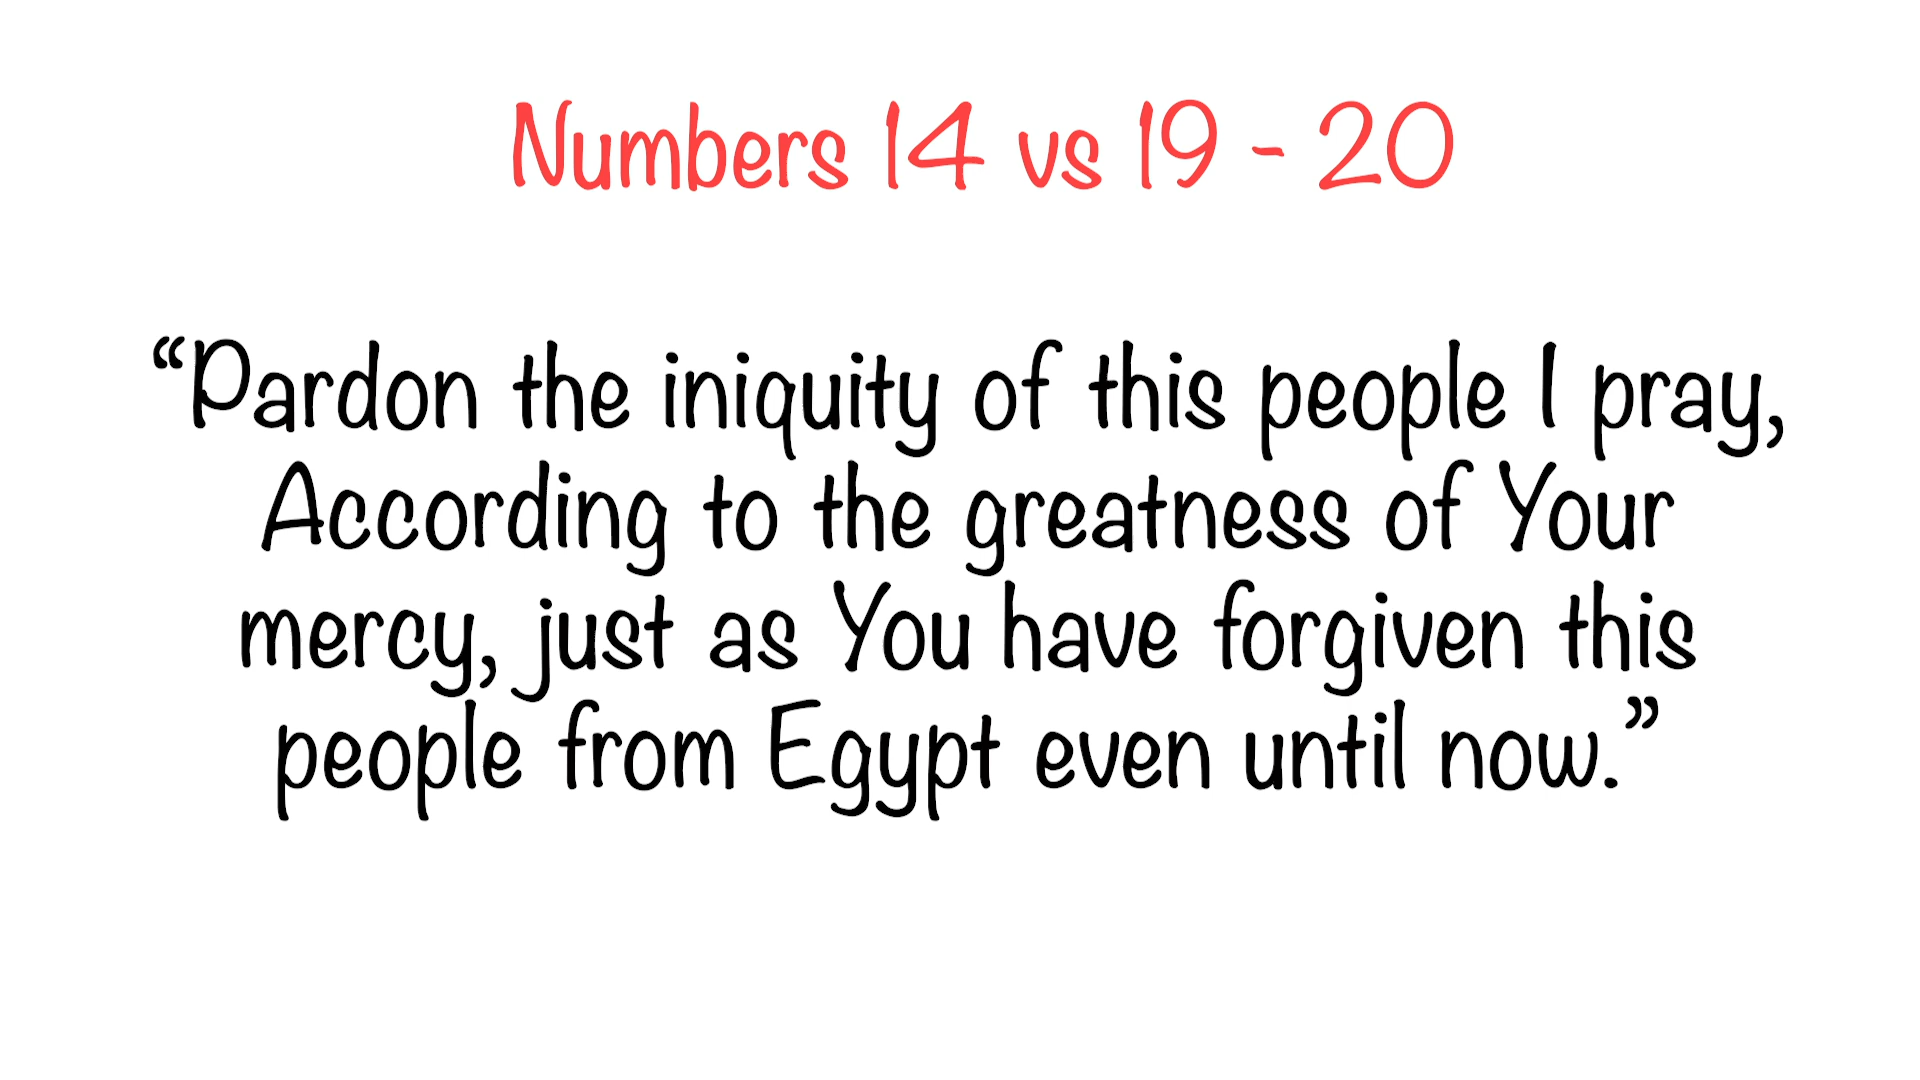 Numbers 14 vs 19 - 20
“Pardon the iniquity of this people I pray,
According to the greatness of Your
mercy, just as You have forgiven this
people from Egypt even until now.”